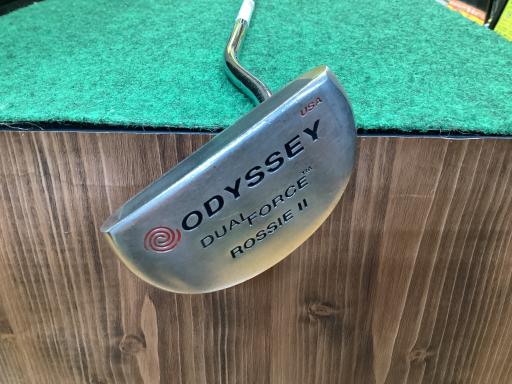 USA
ODYSSEY
DUAL FORCE™
ROSSIE II